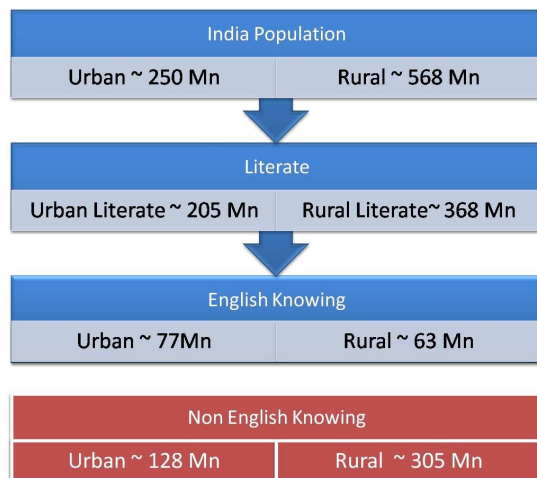 India Population
Urban ~ 250 Mn Rural ~ 568 Mn
Literate
Urban Literate ~ 205 Mn Rural Literate~ 368 Mn
English Knowing
Urban ~ 77Mn Rural ~ 63 Mn
Non English Knowing
Urban ~ 128 Mn Rural ~ 305 Mn